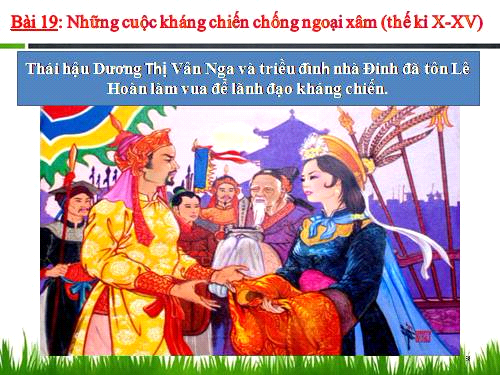 Bài 19: Những cuộc kháng chiến chống ngoại xâm (thế kỉ X-XV)
Thái hậu Dương Thị Vân Nga và triều đình nhà Đinh đã tôn Lê
Hoàn làm vua để lãnh đạo kháng chiến.